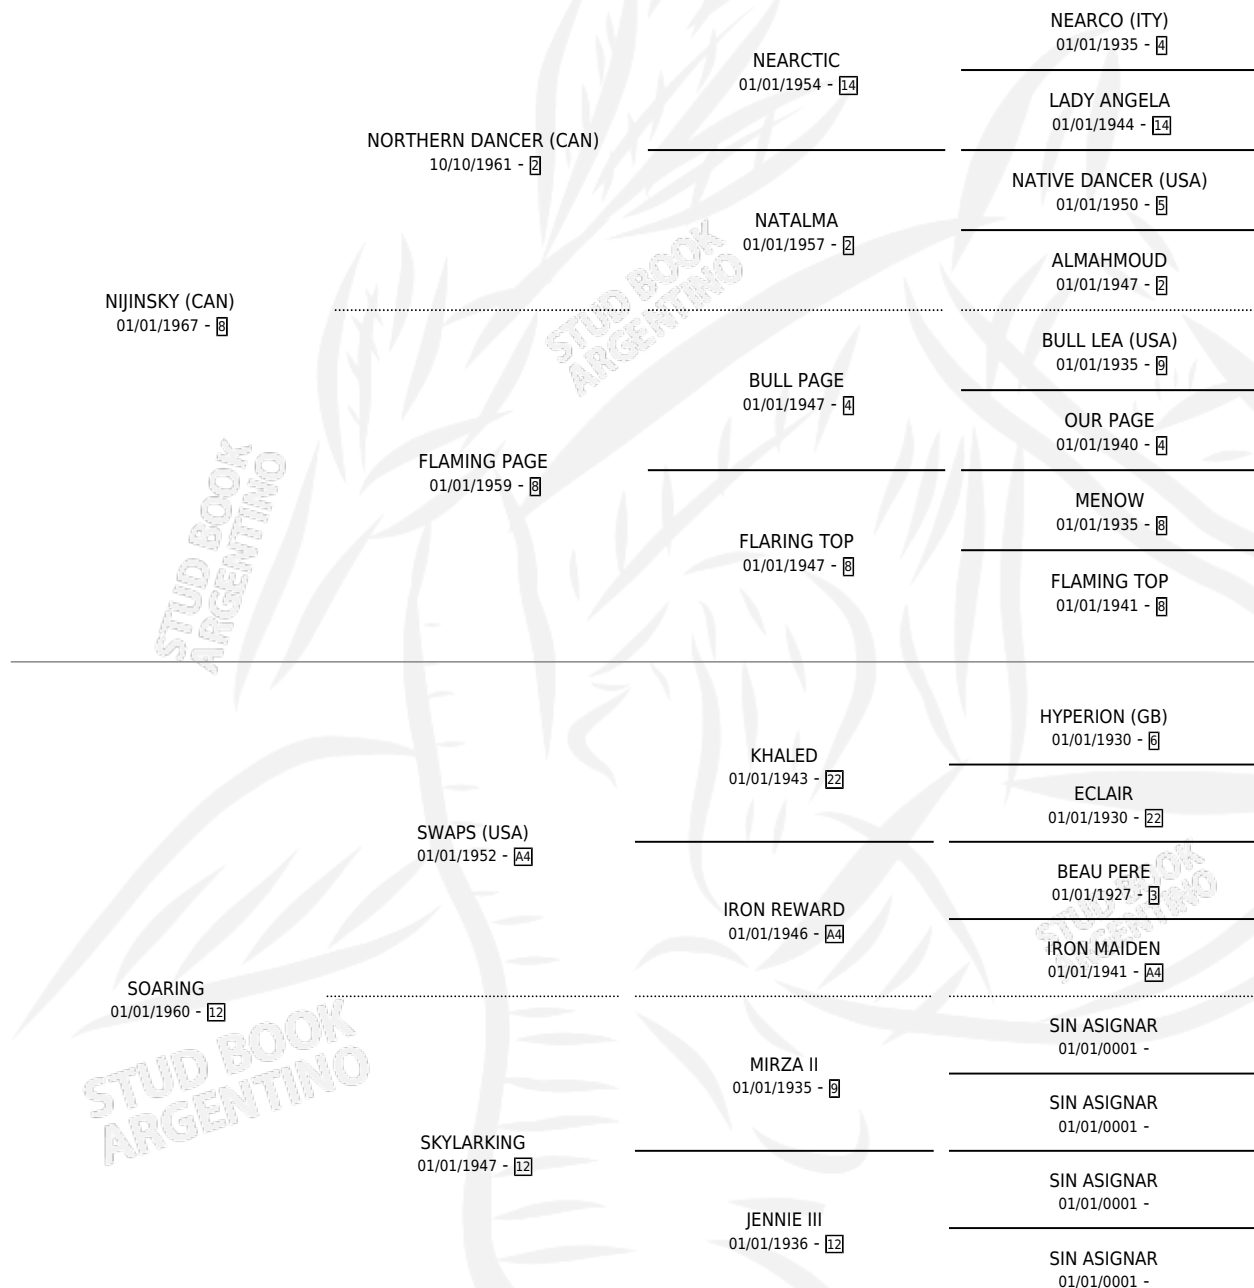 NIJINSKY (CAN)
01/01/1967 - 8
NORTHERN DANCER (CAN)
10/10/1961 - 2
NEARCTIC
01/01/1954 - 14
NEARCO (ITY)
01/01/1935 - 4
LADY ANGELA
01/01/1944 - 14
NATALMA
01/01/1957 - 2
NATIVE DANCER (USA)
01/01/1950 - 5
ALMAHMOUD
01/01/1947 - 2
FLAMING PAGE
01/01/1959 - 8
BULL PAGE
01/01/1947 - 4
BULL LEA (USA)
01/01/1935 - 9
OUR PAGE
01/01/1940 - 4
FLARING TOP
01/01/1947 - 8
MENOW
01/01/1935 - 8
FLAMING TOP
01/01/1941 - 8
SOARING
01/01/1960 - 12
SWAPS (USA)
01/01/1952 - A4
KHALED
01/01/1943 - 22
HYPERION (GB)
01/01/1930 - 6
ECLAIR
01/01/1930 - 22
IRON REWARD
01/01/1946 - A4
BEAU PERE
01/01/1927 - 3
IRON MAIDEN
01/01/1941 - A4
SKYLARKING
01/01/1947 - 12
MIRZA II
01/01/1935 - 9
SIN ASIGNAR
01/01/0001 -
SIN ASIGNAR
01/01/0001 -
JENNIE III
01/01/1936 - 12
SIN ASIGNAR
01/01/0001 -
SIN ASIGNAR
01/01/0001 -
STUD BOOK
ARGENTINO
STUD BOOK
ARGENTINO
STUD BOOK
ARGENTINO
STUD BOOK
ARGENTINO